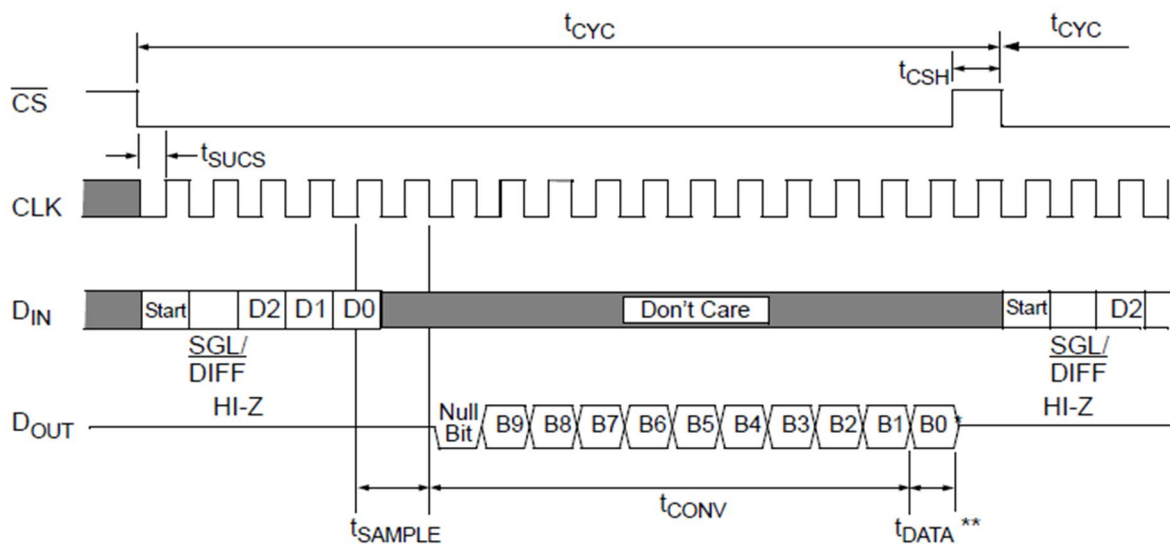 tCYC tCYC
tCSH
CS
tSUCS
CLK
DIN Start D2 D1 D0 Don't Care Start D2
SGL/ SGL/
DIFF DIFF
HI-Z HI-Z
DOUT Null Bit B9 B8 B7 B6 B5 B4 B3 B2 B1 B0 *
tSAMPLE tCONV tDATA **